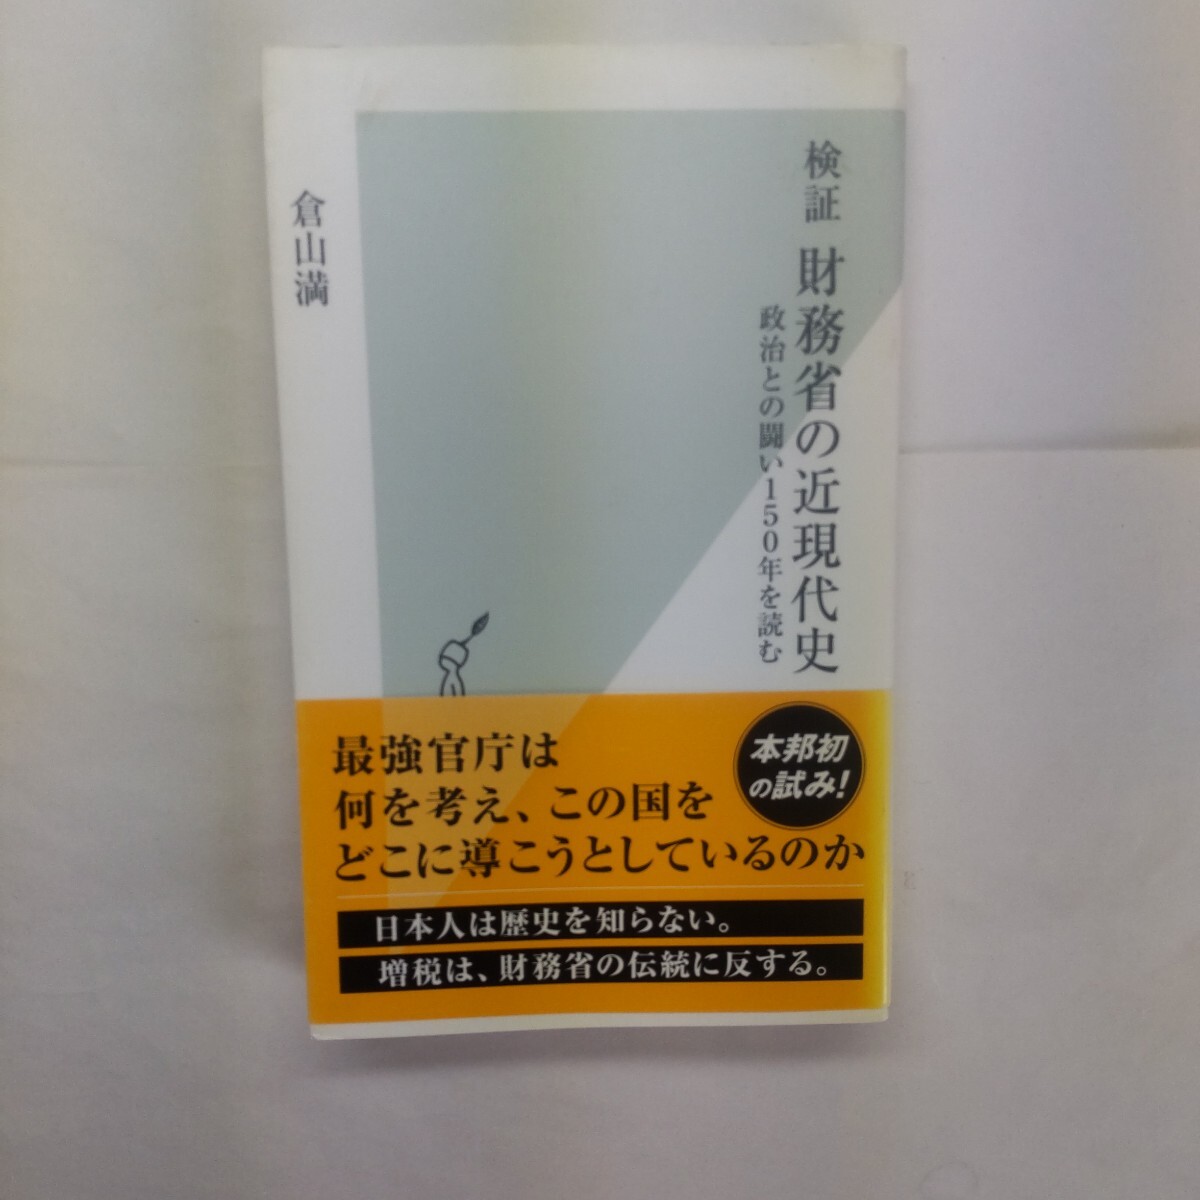 検証 財務省の近現代史
政治との闘い150年を読む
倉山満
本邦初
の試み!
最強官庁は
何を考え、この国を
どこに導こうとしているのか
日本人は歴史を知らない。
増税は、財務省の伝統に反する。